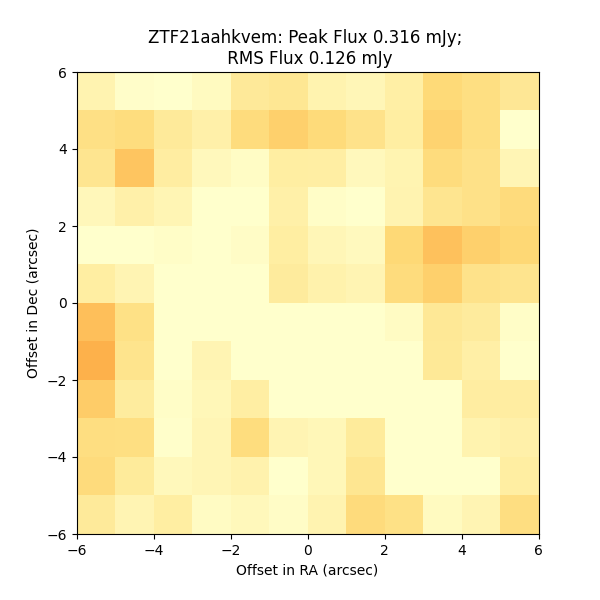 ZTF21aahkvem: Peak Flux 0.316 mJy;
RMS Flux 0.126 mJy
6
4
2
0
−2
−4
−6
Offset in Dec (arcsec)
−6 −4 −2 0 2 4 6
Offset in RA (arcsec)